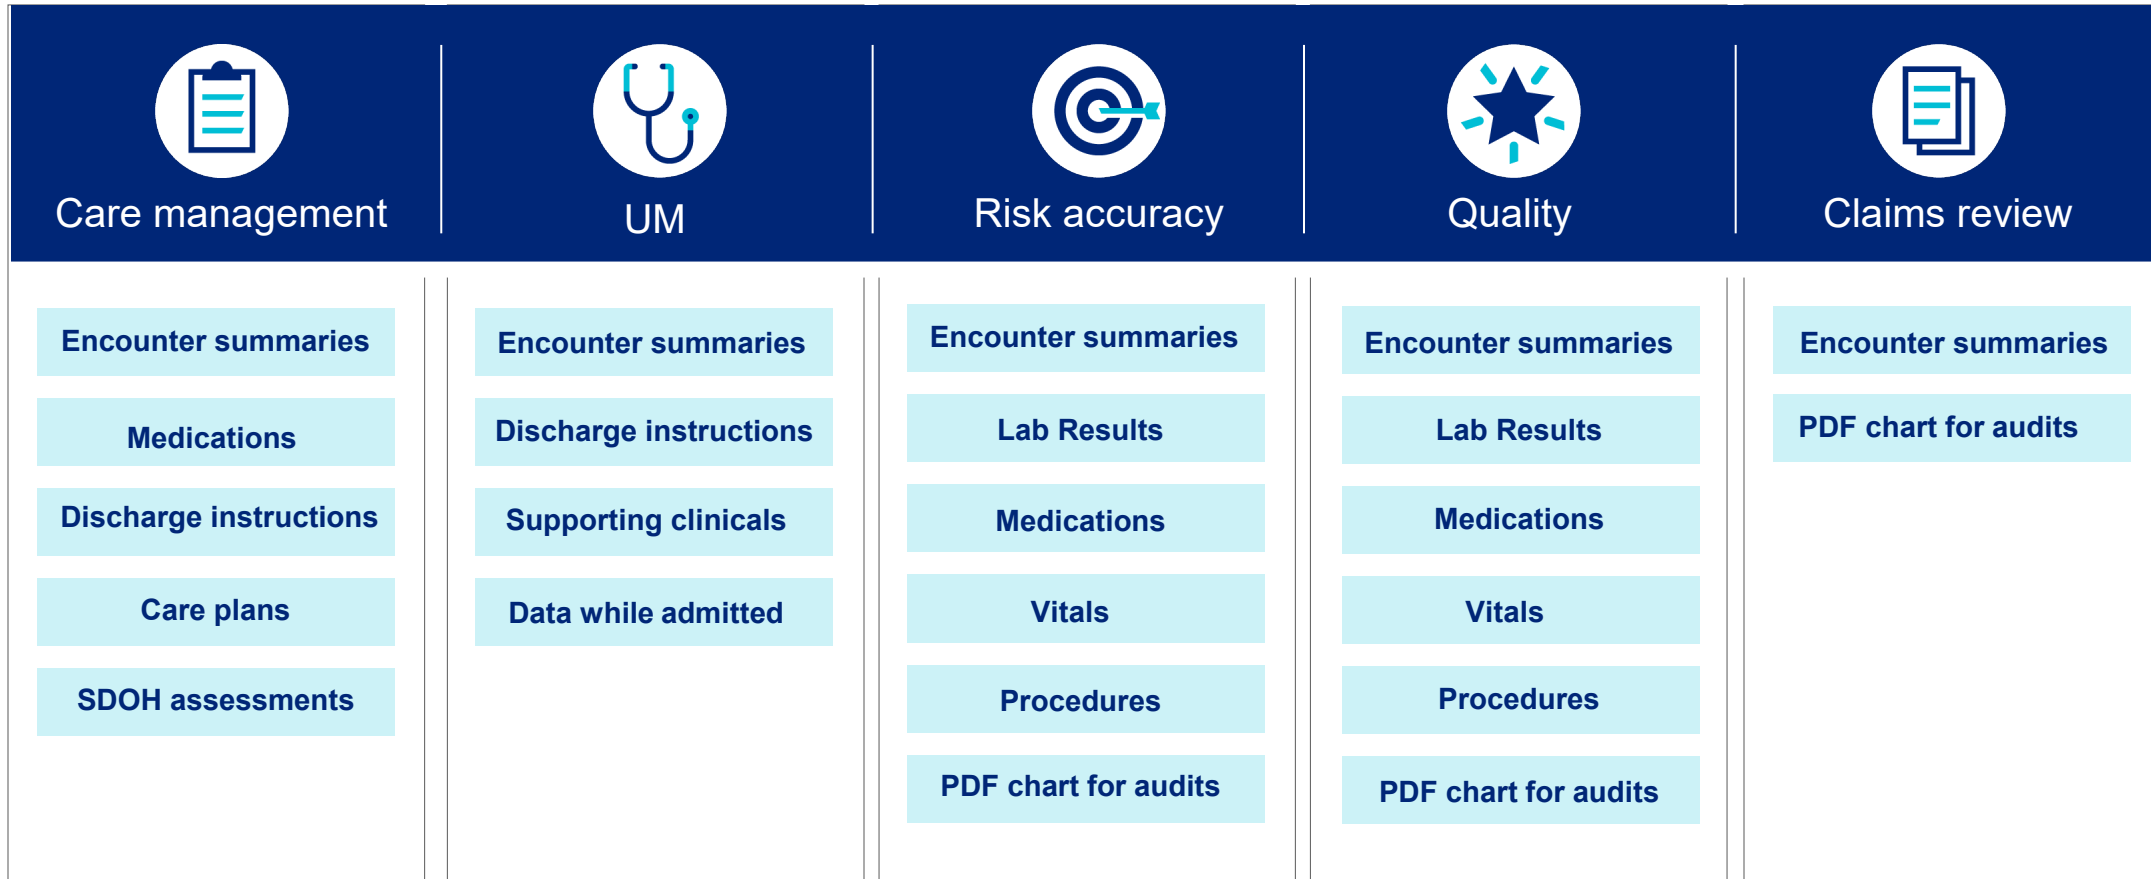 Care management
UM
Risk accuracy
Quality
Claims review
Encounter summaries
Medications
Discharge instructions
Care plans
SDOH assessments
Encounter summaries
Discharge instructions
Supporting clinicals
Data while admitted
Encounter summaries
Lab Results
Medications
Vitals
Procedures
PDF chart for audits
Encounter summaries
Lab Results
Medications
Vitals
Procedures
PDF chart for audits
Encounter summaries
PDF chart for audits